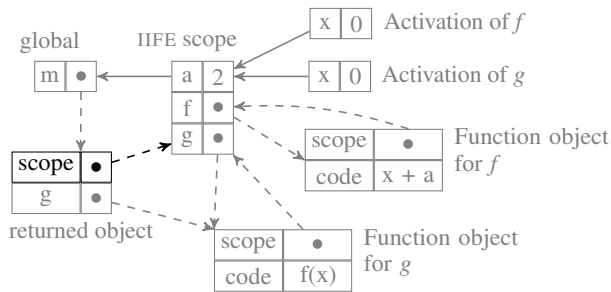 x 0 Activation of f
global IIFE scope
m a 2 x 0 Activation of g
f
scope g scope Function object
for f
g code x + a
returned object scope Function object
for g
code f(x)